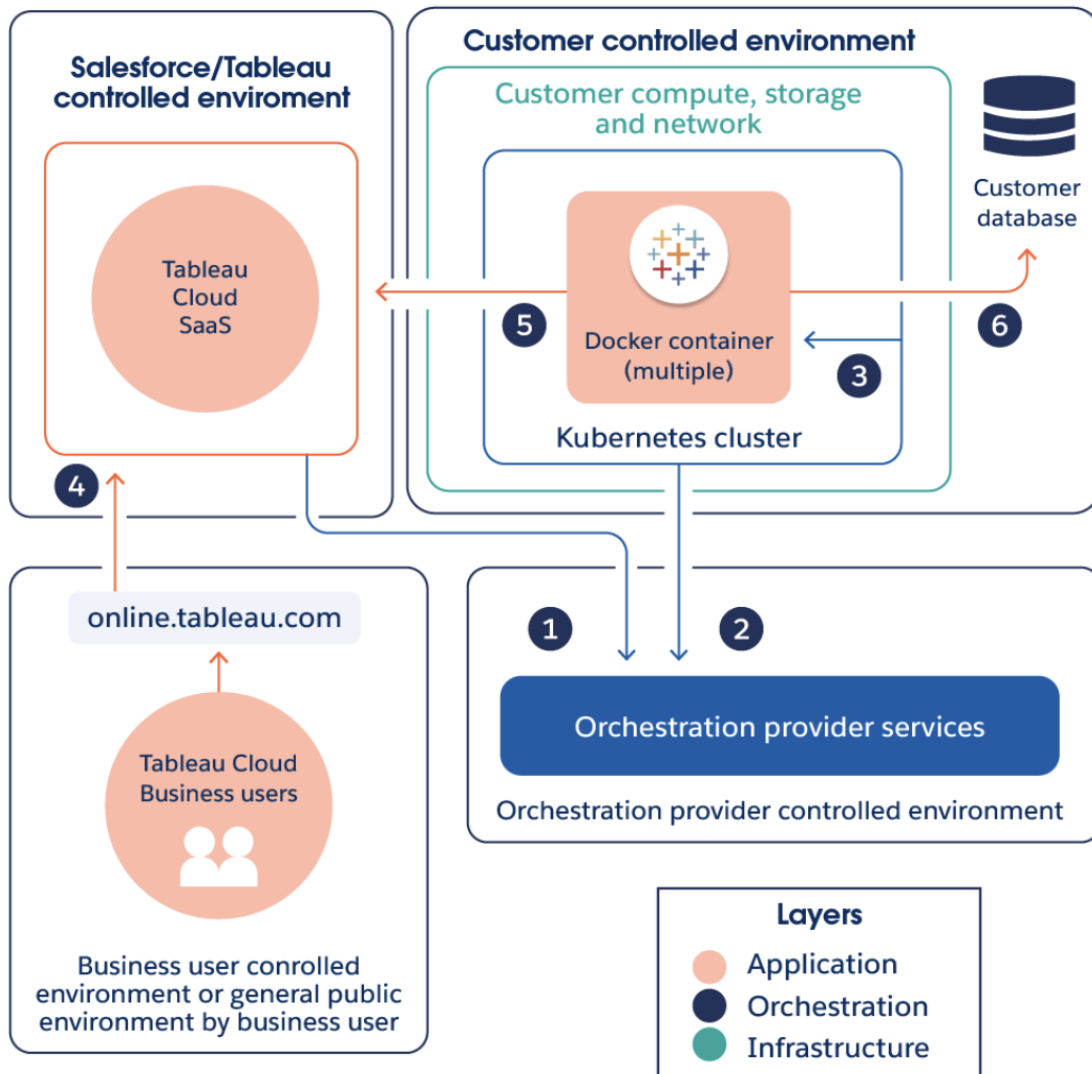 Salesforce/Tableau
controlled enviroment
Tableau
Cloud
SaaS
4
Customer controlled environment
Customer compute, storage
and network
Docker container
(multiple)
Kubernetes cluster
5
3
6
Customer
database
online.tableau.com
Tableau Cloud
Business users
Business user conrolled
environment or general public
environment by business user
1
2
Orchestration provider services
Orchestration provider controlled environment
Layers
Application
Orchestration
Infrastructure